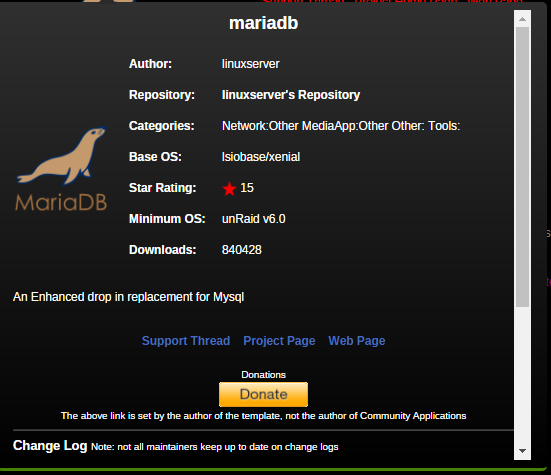 mariadb
Author: linuxserver
Repository: linuxserver's Repository
Categories: Network:Other MediaApp:Other Other: Tools:
Base OS: lsiobase/xenial
Star Rating: 15
Minimum OS: unRaid v6.0
Downloads: 840428
MariaDB
An Enhanced drop in replacement for Mysql
Support Thread Project Page Web Page
Donations
Donate
The above link is set by the author of the template, not the author of Community Applications
Change Log Note: not all maintainers keep up to date on change logs